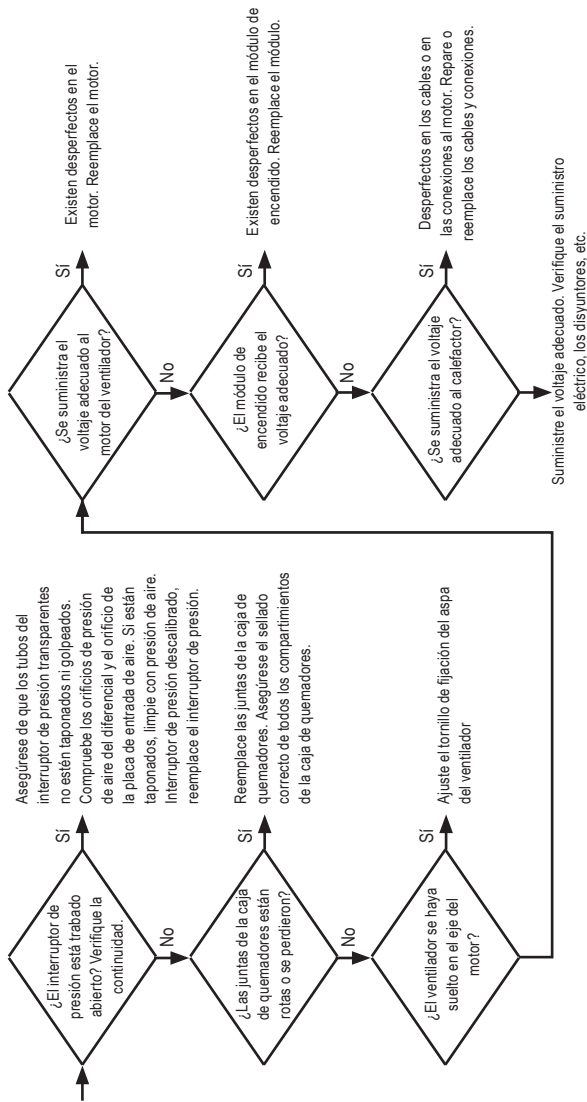 ¿El interruptor de
presión está trabado
abierto? Verifique la
continuidad.
Sí
Asegúrese de que los tubos del
interruptor de presión transparentes
no estén taponados ni golpeados.
Compruebe los orificios de presión
de aire del diferencial y el orificio de
la placa de entrada de aire. Si están
taponados, limpie con presión de aire.
Interruptor de presión descalibrado,
reemplace el interruptor de presión.
No
¿Las juntas de la caja
de quemadores están
rotas o se perdieron?
Sí
Reemplace las juntas de la caja de
quemadores. Asegúrese el sellado
correcto de todos los compartimientos
de la caja de quemadores.
No
¿El ventilador se haya
suelto en el eje del
motor?
Sí
Ajuste el tornillo de fijación del aspa
del ventilador
¿Se suministra el
voltaje adecuado al
motor del ventilador?
Sí
Existen desperfectos en el
motor. Reemplace el motor.
No
¿El módulo de
encendido recibe el
voltaje adecuado?
Sí
Existen desperfectos en el módulo de
encendido. Reemplace el módulo.
No
¿Se suministra el voltaje
adecuado al calefactor?
Sí
Desperfectos en los cables o en
las conexiones al motor. Repare o
reemplace los cables y conexiones.
Suministre el voltaje adecuado. Verifique el suministro
eléctrico, los disyuntores, etc.